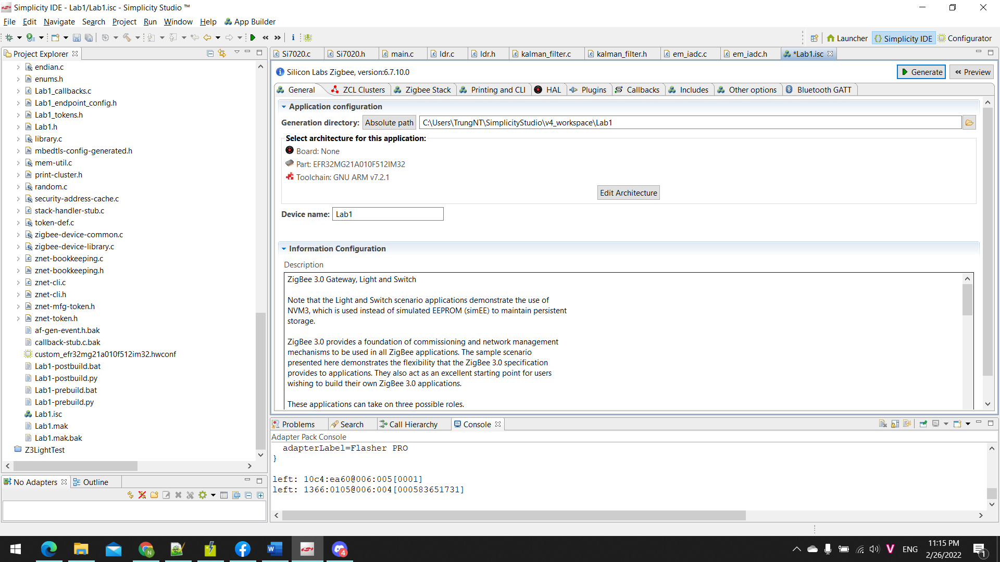 Simplicity IDE - Lab1/Lab1.isc - Simplicity Studio ™
File Edit Navigate Search Project Run Window Help App Builder
Launcher Simplicity IDE Configurator
Project Explorer
endian.c
enums.h
Lab1_callbacks.c
Lab1_endpoint_config.h
Lab1_tokens.h
Lab1.h
library.c
mbedtls-config-generated.h
mem-util.c
print-cluster.h
random.c
security-address-cache.c
stack-handler-stub.c
token-def.c
zigbee-device-common.c
zigbee-device-library.c
znet-bookkeeping.c
znet-bookkeeping.h
znet-cli.c
znet-cli.h
znet-mfg-token.h
znet-token.h
af-gen-event.h.bak
callback-stub.c.bak
custom_efr32mg21a010f512im32.hwconf
Lab1-postbuild.bat
Lab1-postbuild.py
Lab1-prebuild.bat
Lab1-prebuild.py
Lab1.isc
Lab1.mak
Lab1.mak.bak
Z3LightTest
No Adapters Outline
Si7020.c Si7020.h main.c ldr.c ldr.h kalman_filter.c kalman_filter.h em_iadc.c em_iadc.h *Lab1.isc
Silicon Labs Zigbee, version:6.7.10.0
Generate Preview
General ZCL Clusters Zigbee Stack Printing and CLI HAL Plugins Callbacks Includes Other options Bluetooth GATT
Application configuration
Generation directory: Absolute path C:\Users\TrungNT\SimplicityStudio\v4_workspace\Lab1
Select architecture for this application:
Board: None
Part: EFR32MG21A010F512IM32
Toolchain: GNU ARM v7.2.1
Edit Architecture
Device name: Lab1
Information Configuration
Description
ZigBee 3.0 Gateway, Light and Switch
Note that the Light and Switch scenario applications demonstrate the use of
NVM3, which is used instead of simulated EEPROM (simEE) to maintain persistent
storage.
ZigBee 3.0 provides a foundation of commissioning and network management
mechanisms to be used in all ZigBee applications. The sample scenario
presented here demonstrates the flexibility that the ZigBee 3.0 specification
provides to applications. They also act as an excellent starting point for users
wishing to build their own ZigBee 3.0 applications.
These applications can take on three possible roles.
Problems Search Call Hierarchy Console
Adapter Pack Console
adapterLabel=Flasher PRO
}
left: 10c4:ea60@006:005[0001]
left: 1366:0105@006:004[000583651731]
4
ENG
11:15 PM
2/26/2022
1